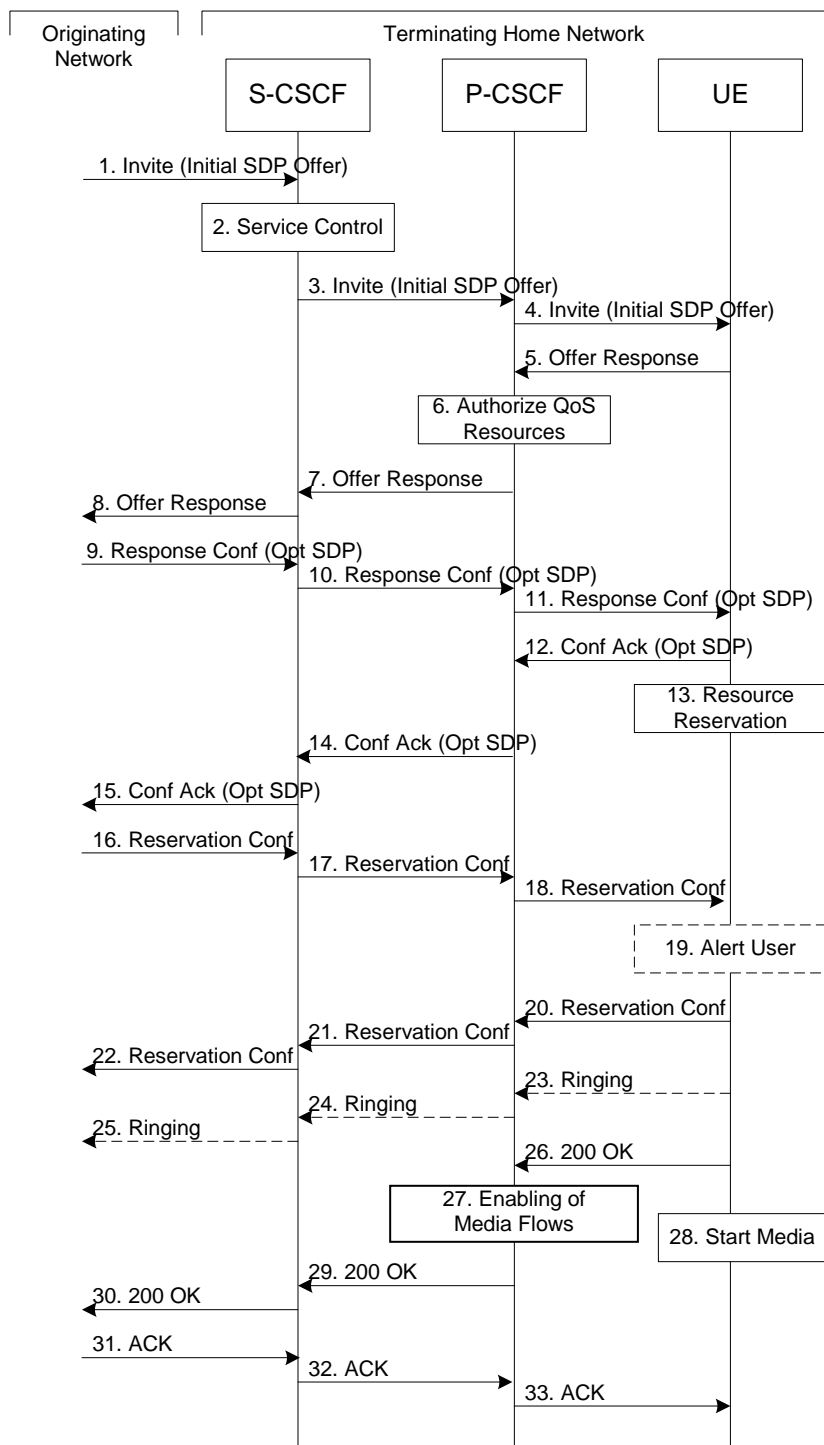 Originating
Network
Terminating Home Network
S-CSCF
P-CSCF
UE
1. Invite (Initial SDP Offer)
2. Service Control
3. Invite (Initial SDP Offer)
4. Invite (Initial SDP Offer)
5. Offer Response
6. Authorize QoS
Resources
7. Offer Response
8. Offer Response
9. Response Conf (Opt SDP)
10. Response Conf (Opt SDP)
11. Response Conf (Opt SDP)
12. Conf Ack (Opt SDP)
13. Resource
Reservation
14. Conf Ack (Opt SDP)
15. Conf Ack (Opt SDP)
16. Reservation Conf
17. Reservation Conf
18. Reservation Conf
19. Alert User
20. Reservation Conf
21. Reservation Conf
22. Reservation Conf
23. Ringing
24. Ringing
25. Ringing
26. 200 OK
27. Enabling of
Media Flows
28. Start Media
29. 200 OK
30. 200 OK
31. ACK
32. ACK
33. ACK